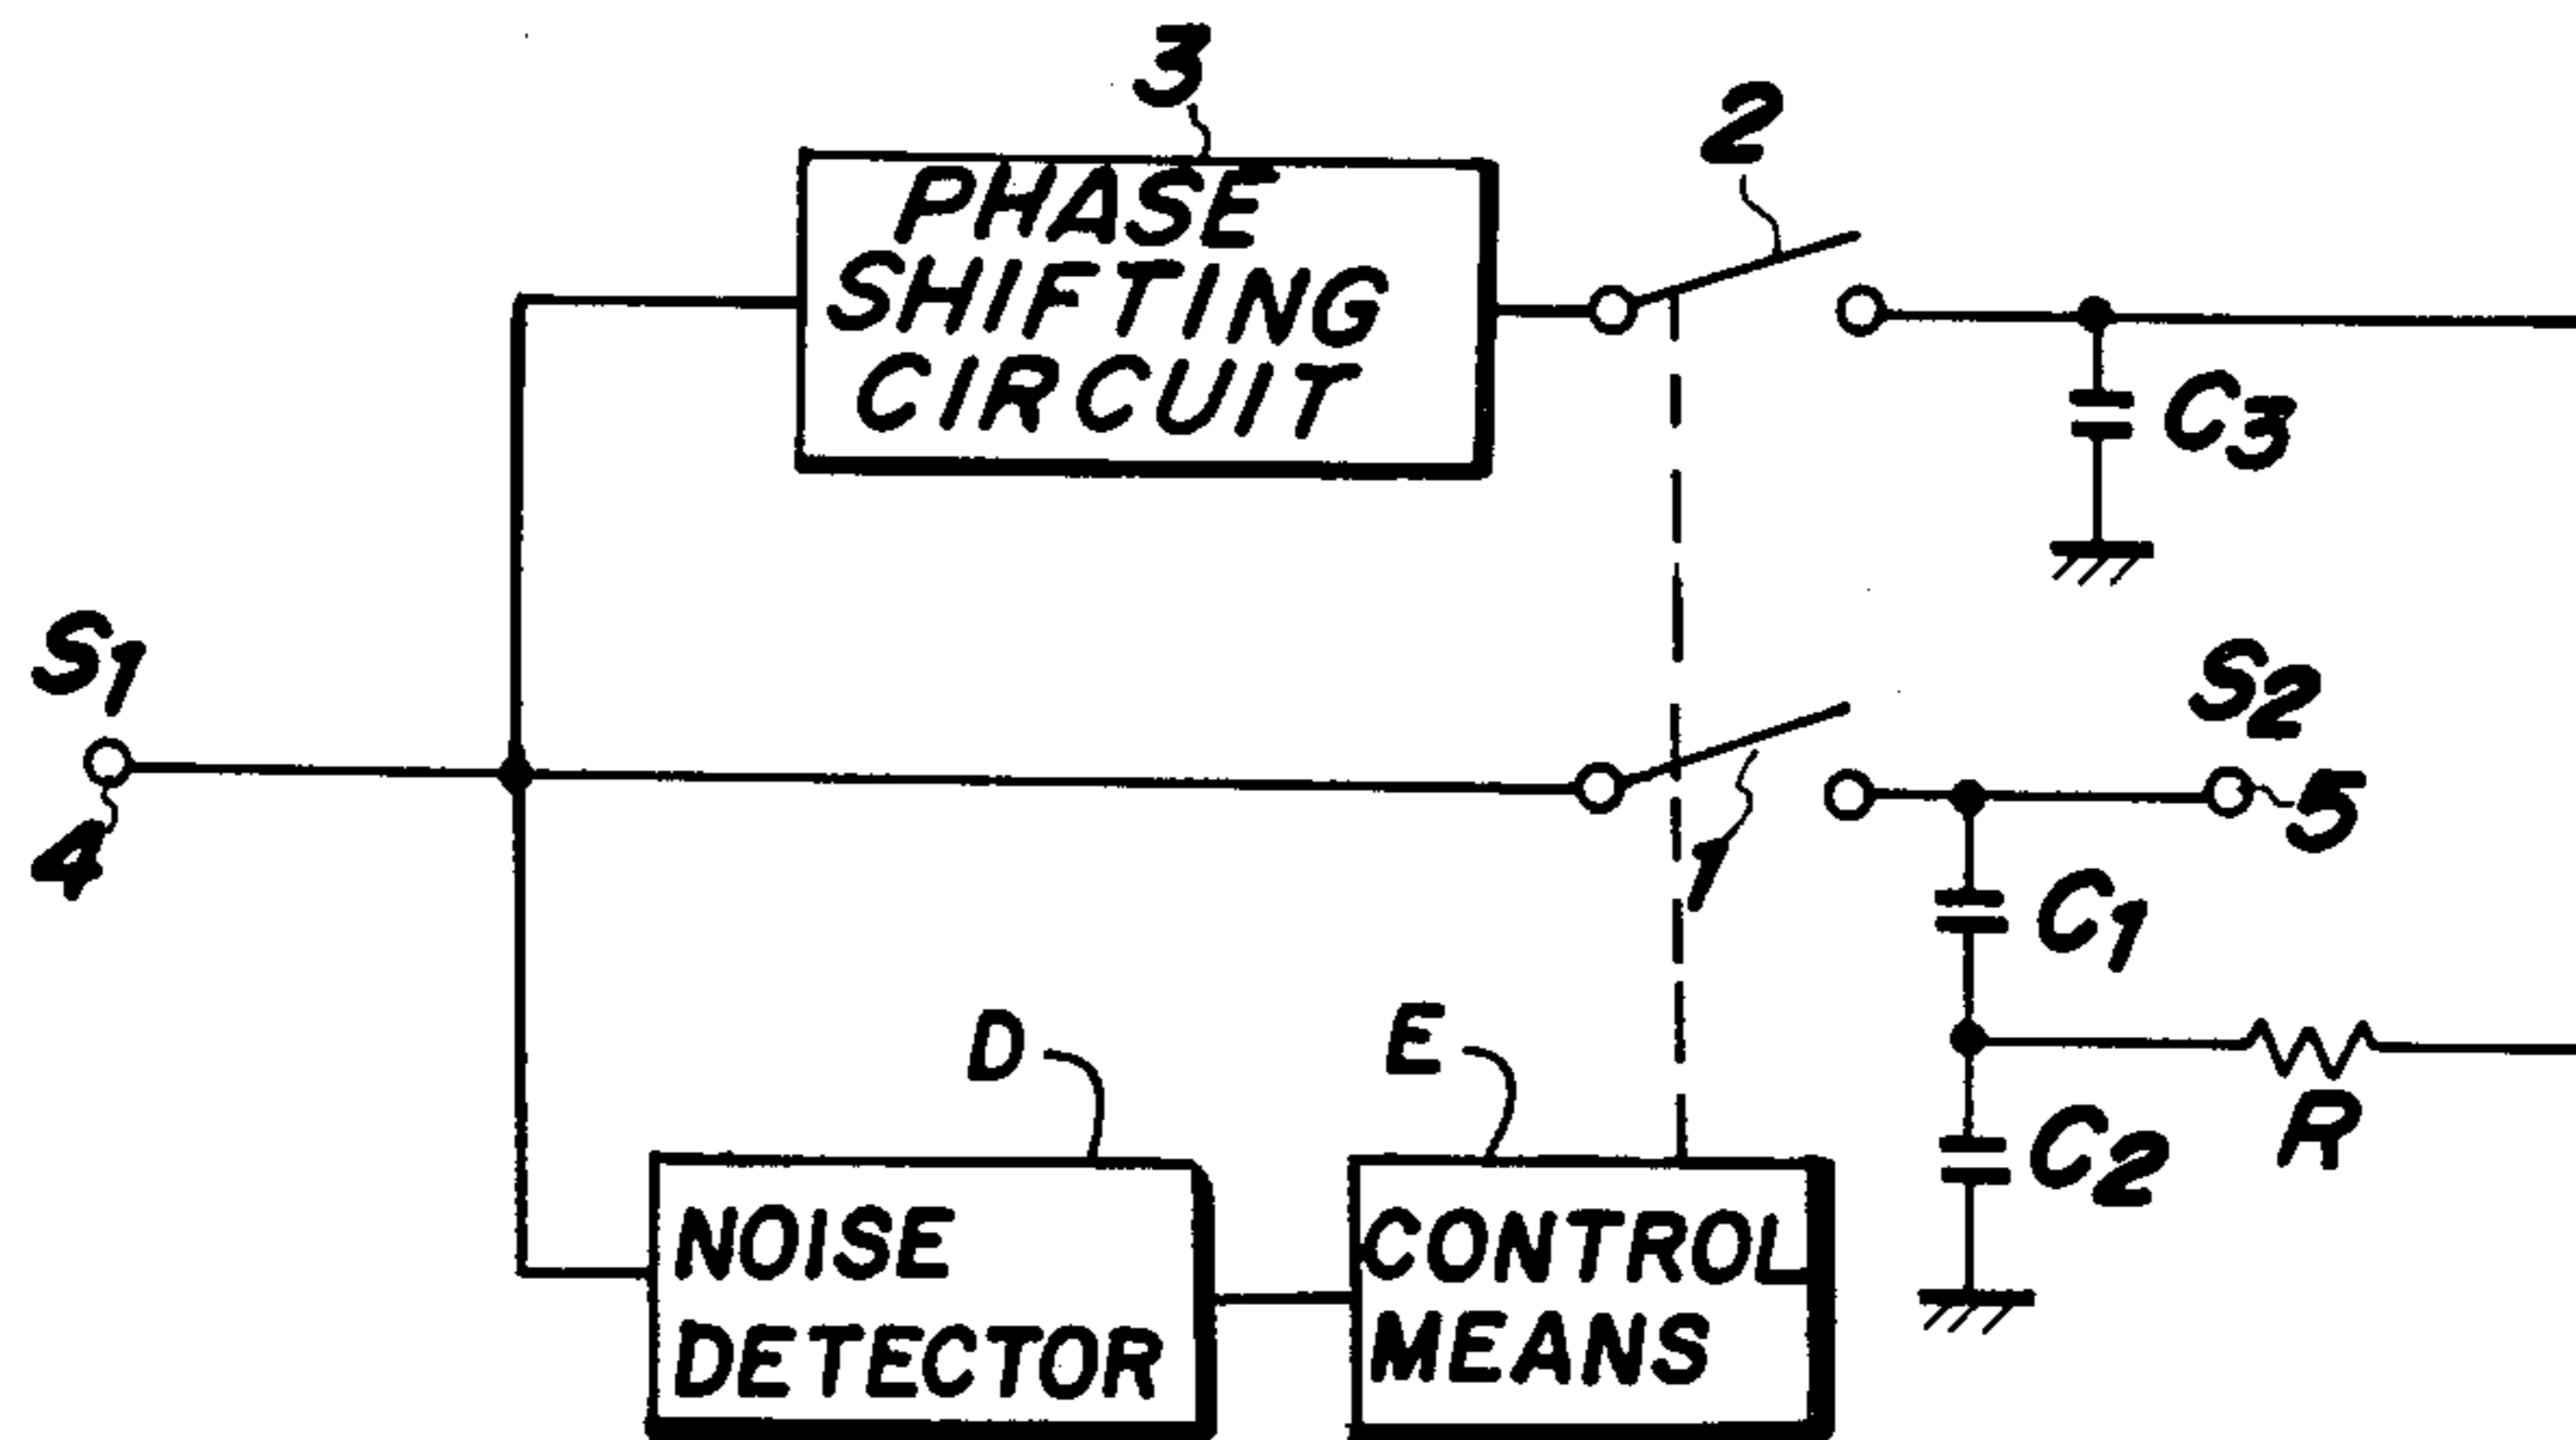 3
2
PHASE
SHIFTING
CIRCUIT
C3
S1
S2
4
5
1
C1
D
E
R
C2
NOISE
DETECTOR
CONTROL
MEANS